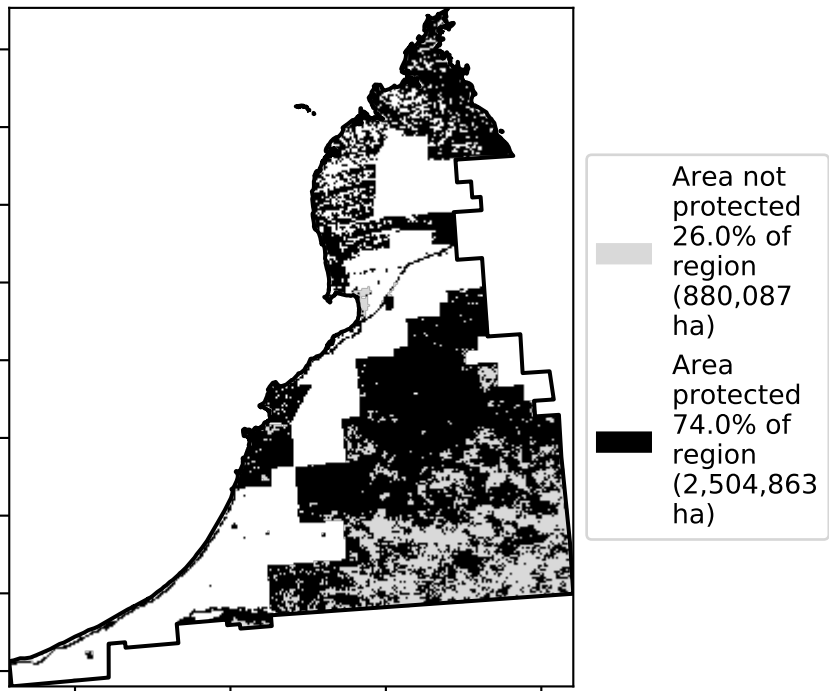 Area not
protected
26.0% of
region
(880,087
ha)
Area
protected
74.0% of
region
(2,504,863
ha)